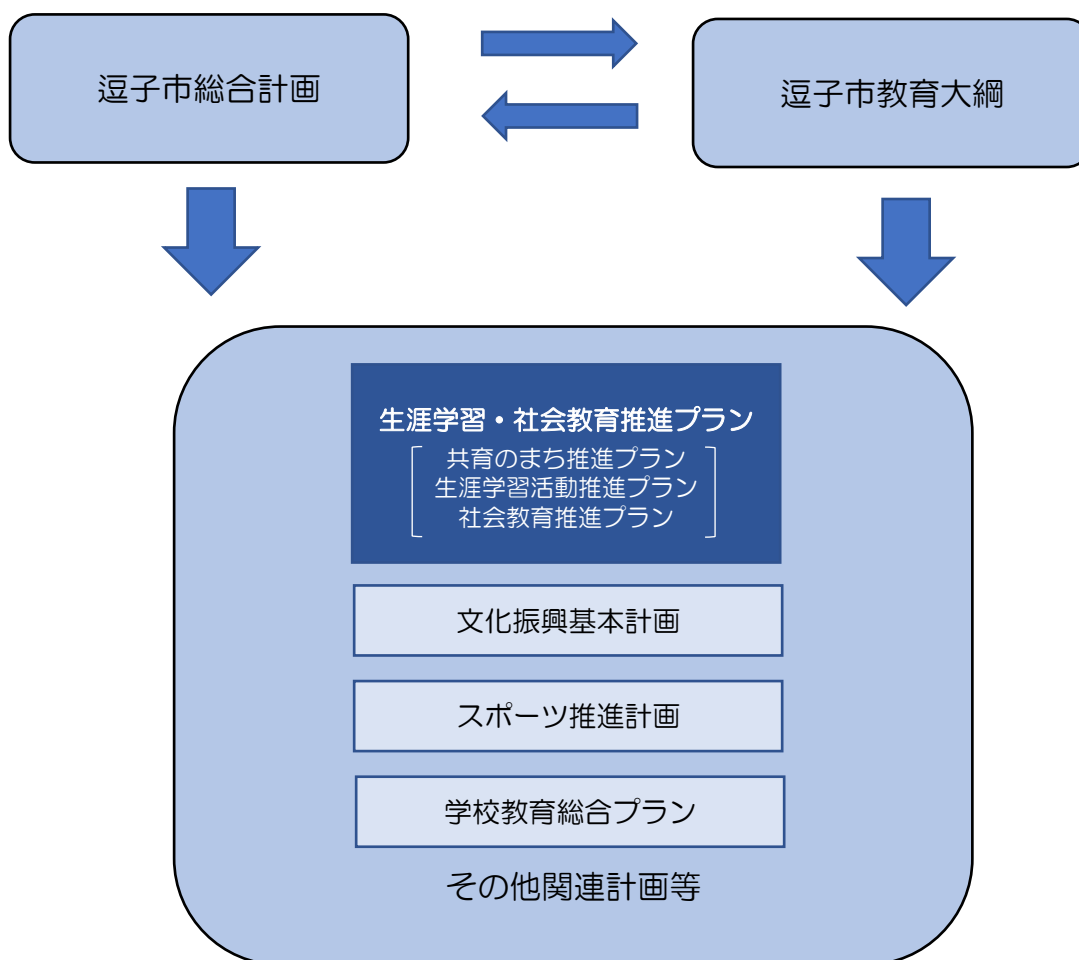 逗子市総合計画
逗子市教育大綱
生涯学習・社会教育推進プラン
共育のまち推進プラン
生涯学習活動推進プラン
社会教育推進プラン
文化振興基本計画
スポーツ推進計画
学校教育総合プラン
その他関連計画等